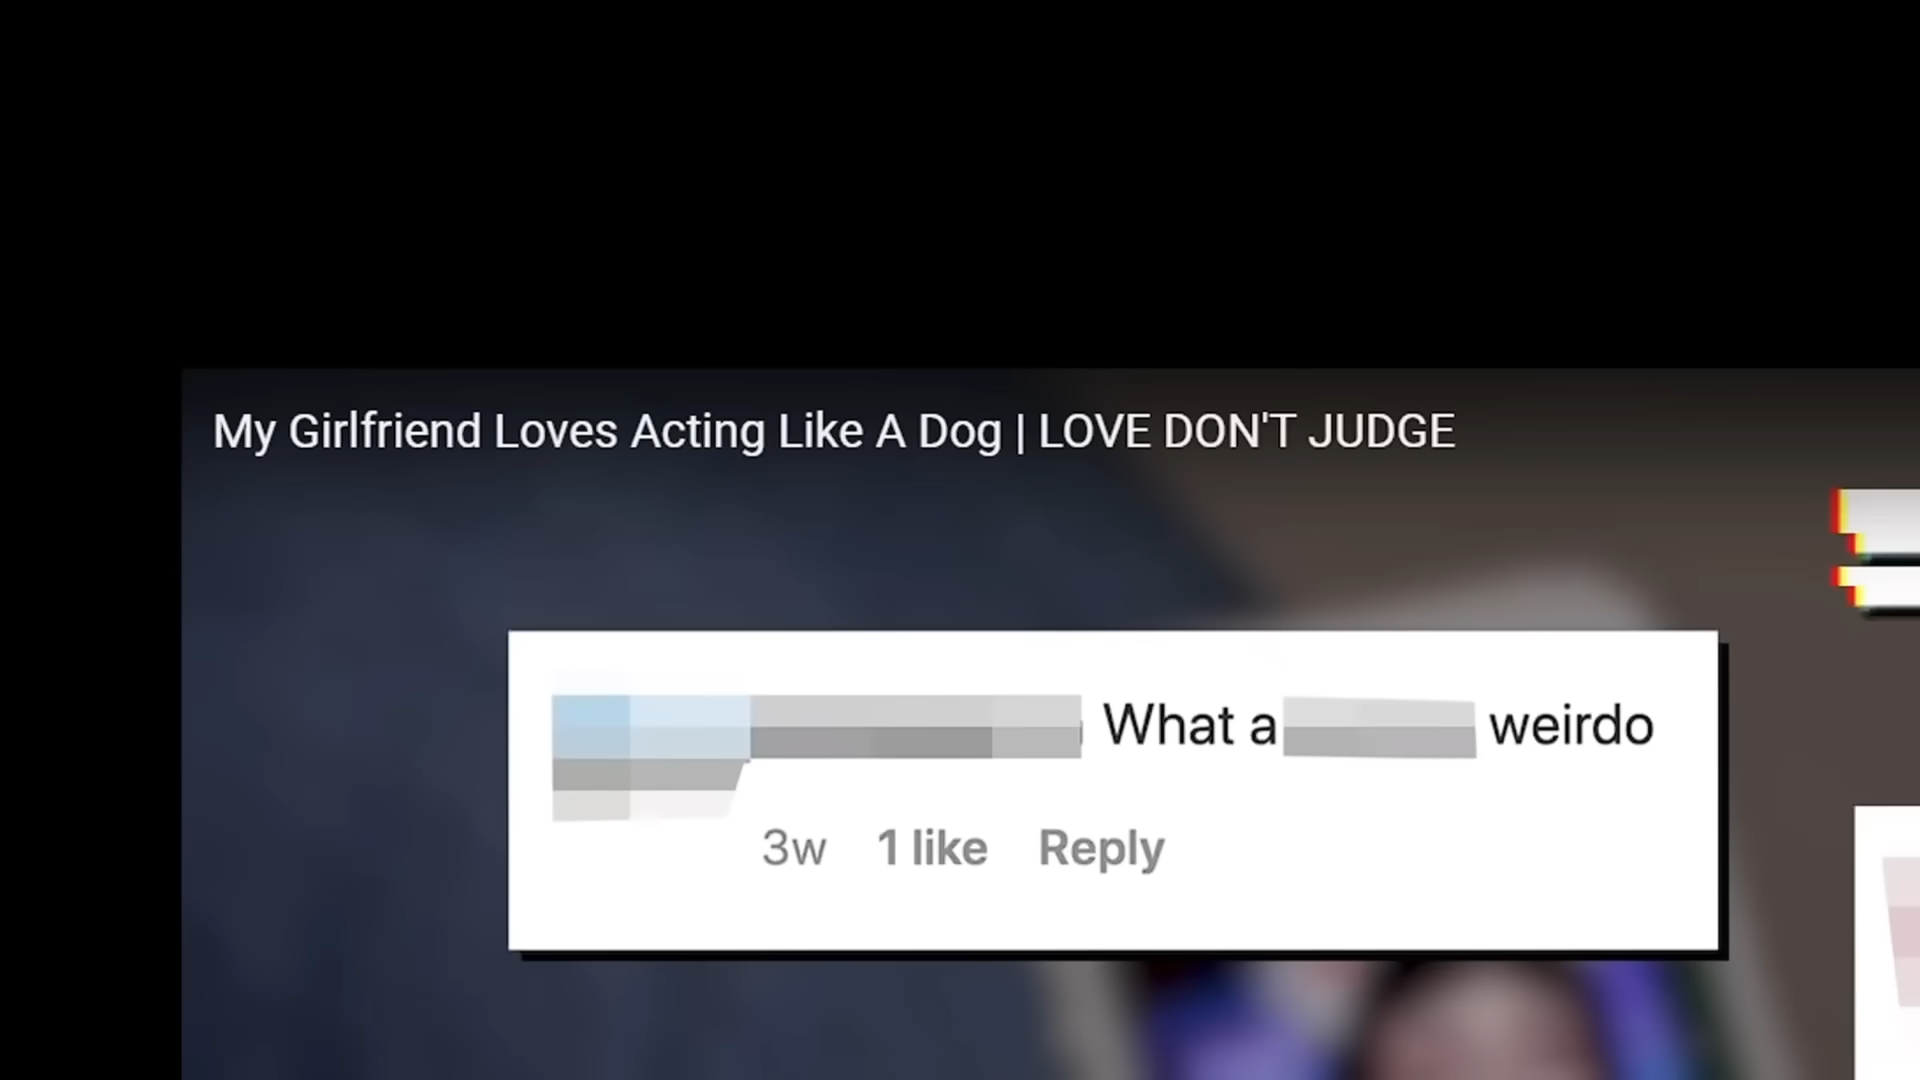 My Girlfriend Loves Acting Like A Dog | LOVE DON'T JUDGE
What a weirdo
3w 1 like Reply